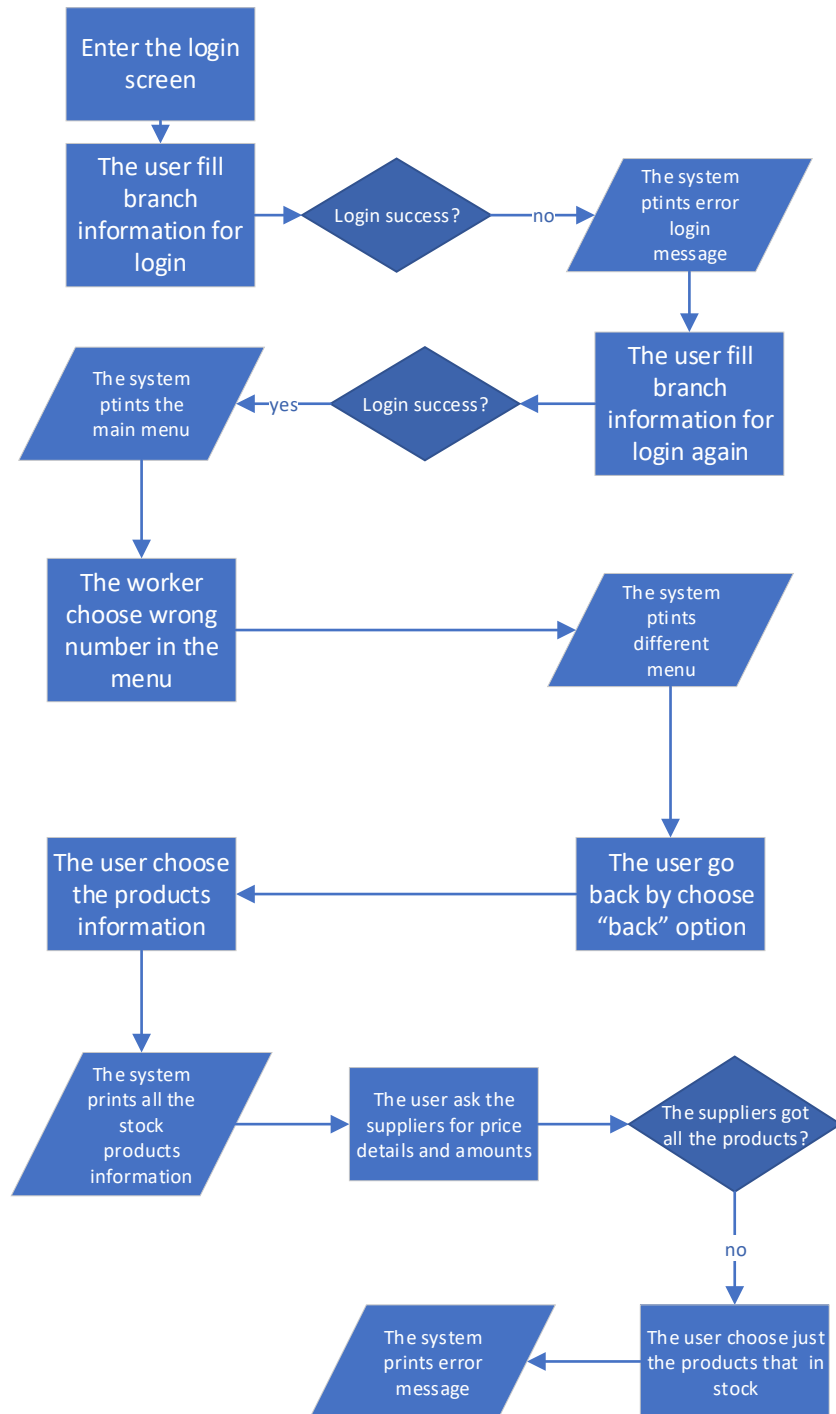 Enter the login
screen
The user fill
branch
information for
login
Login success?
no
The system
ptints error
login
message
The user fill
branch
information for
login again
Login success?
yes
The system
ptints the
main menu
The worker
choose wrong
number in the
menu
The system
ptints
different
menu
The user go
back by choose
“back” option
The user choose
the products
information
The system
prints all the
stock
products
information
The user ask the
suppliers for price
details and amounts
The suppliers got
all the products?
no
The user choose just
the products that in
stock
The system
prints error
message